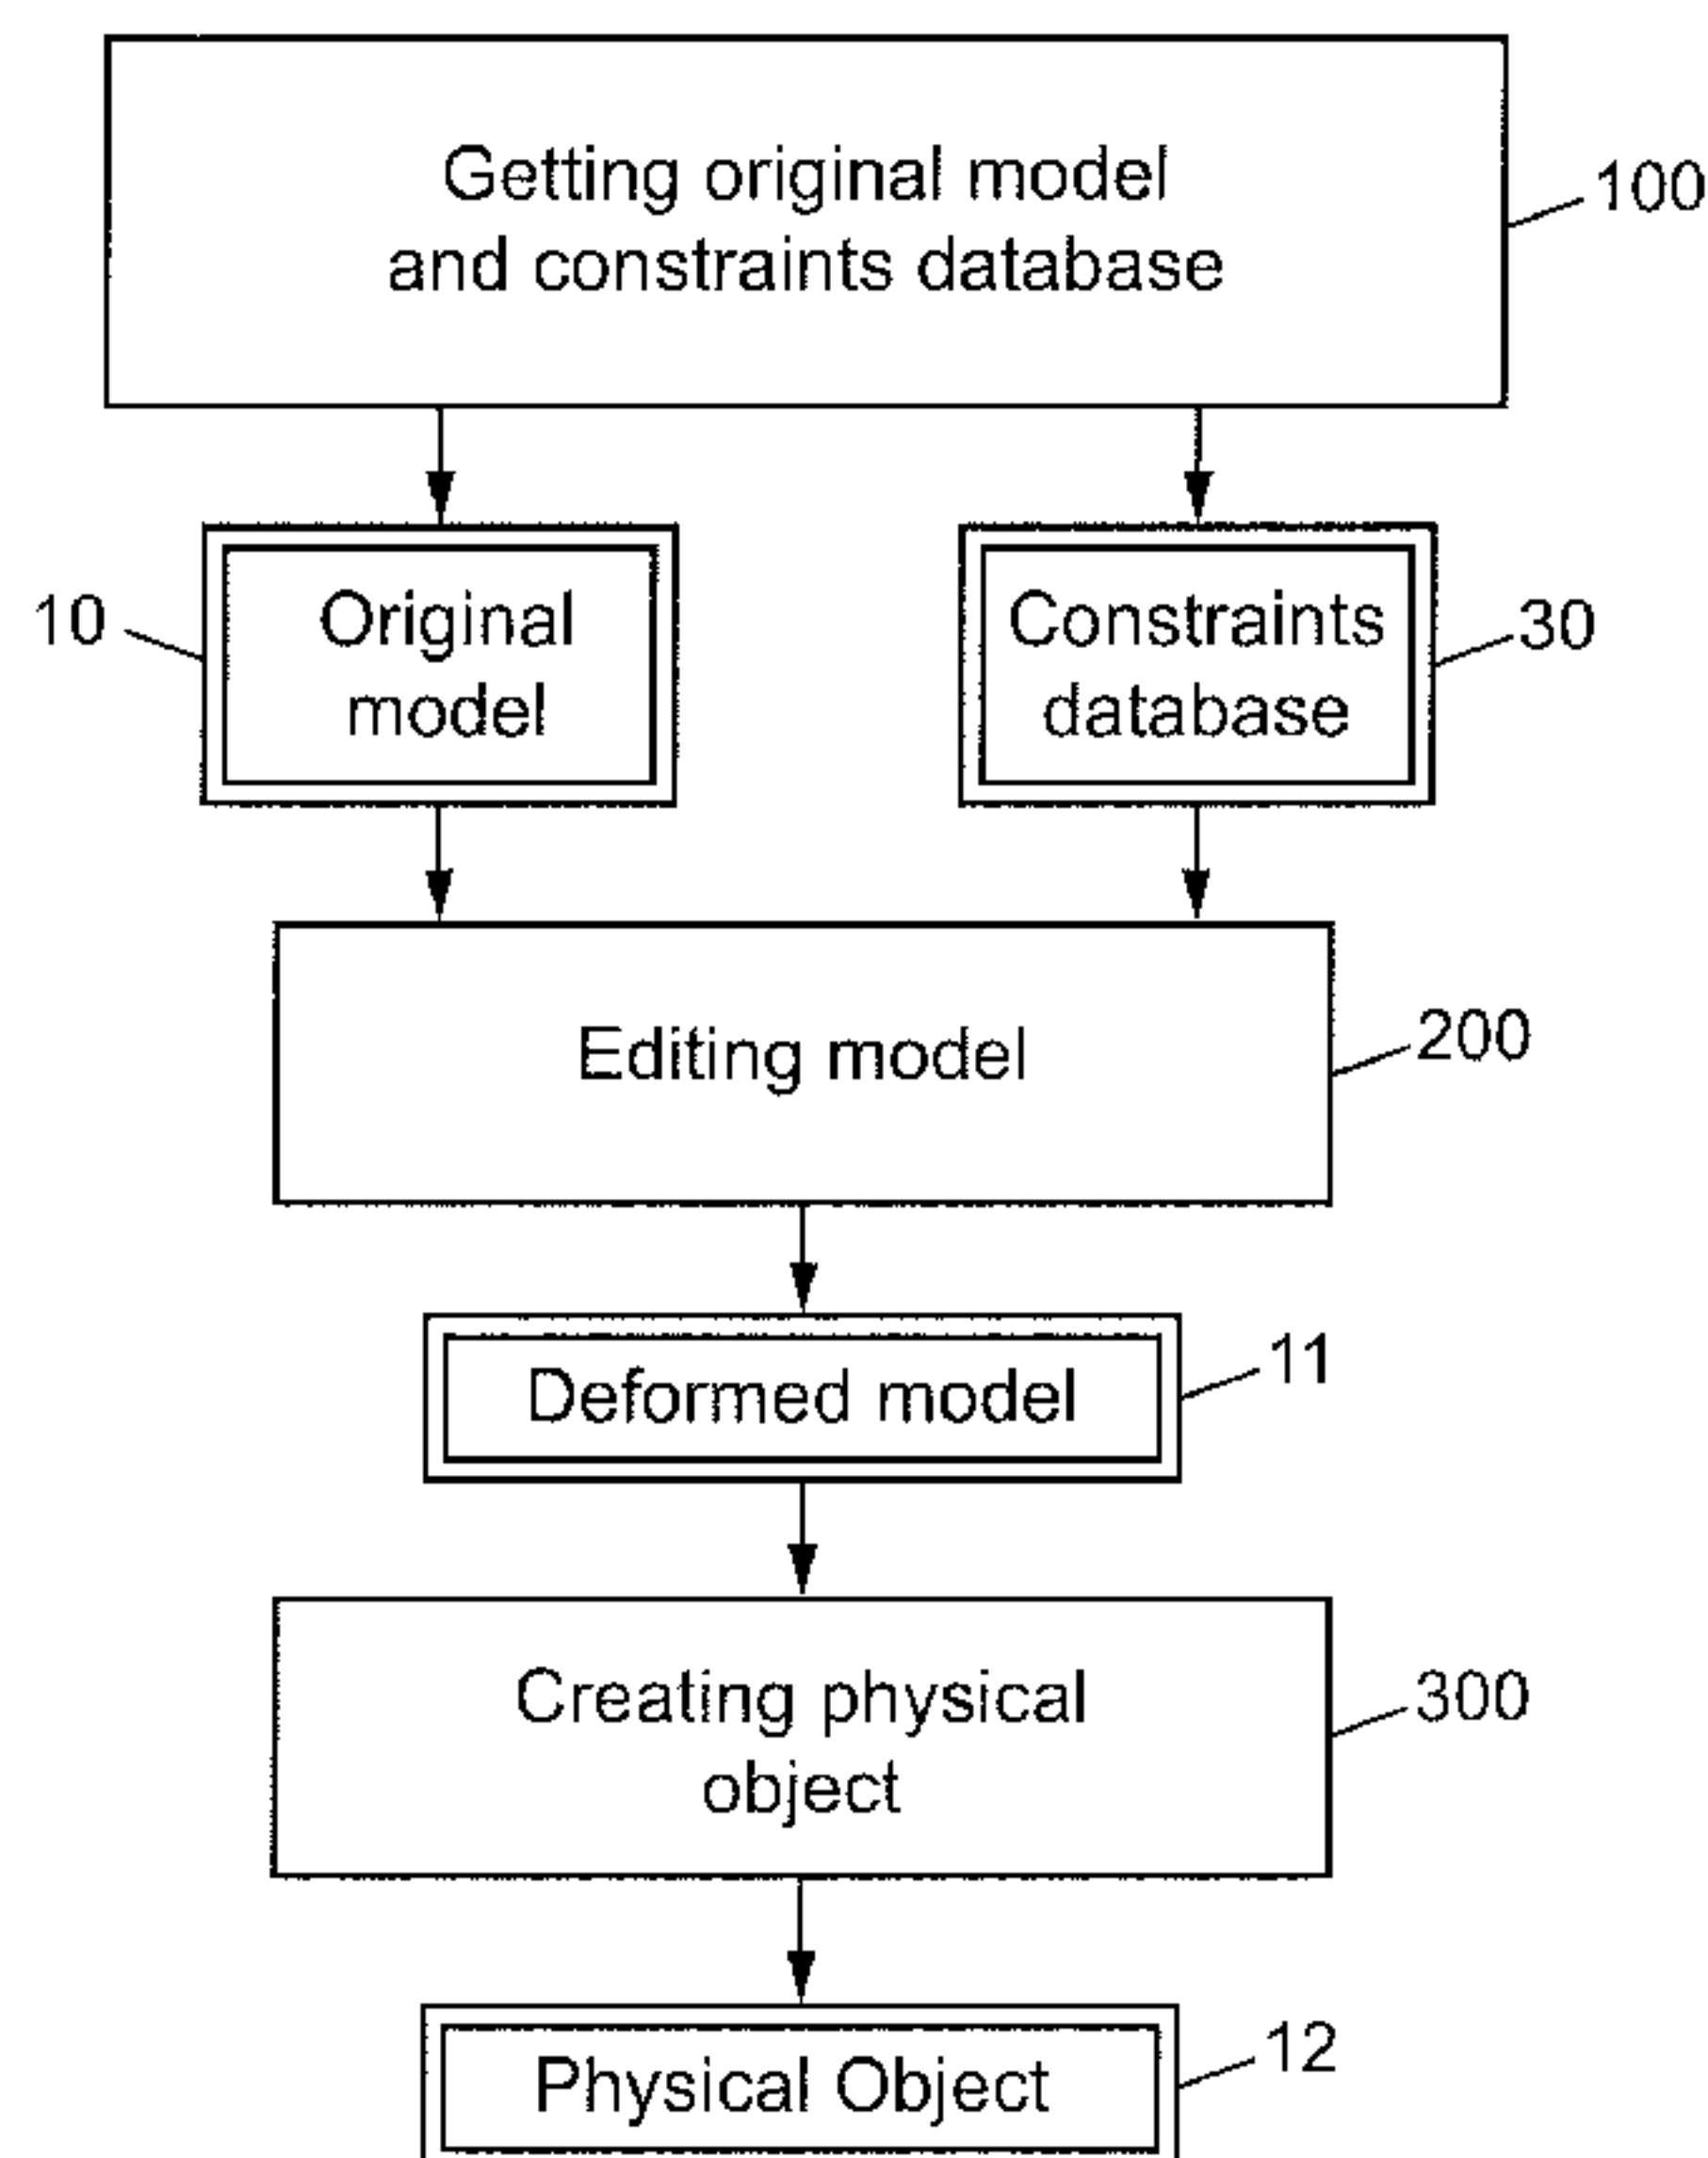 Getting original model
and constraints database
100
10
Original
model
Constraints
database
30
Editing model
200
Deformed model
11
Creating physical
object
300
Physical Object
12